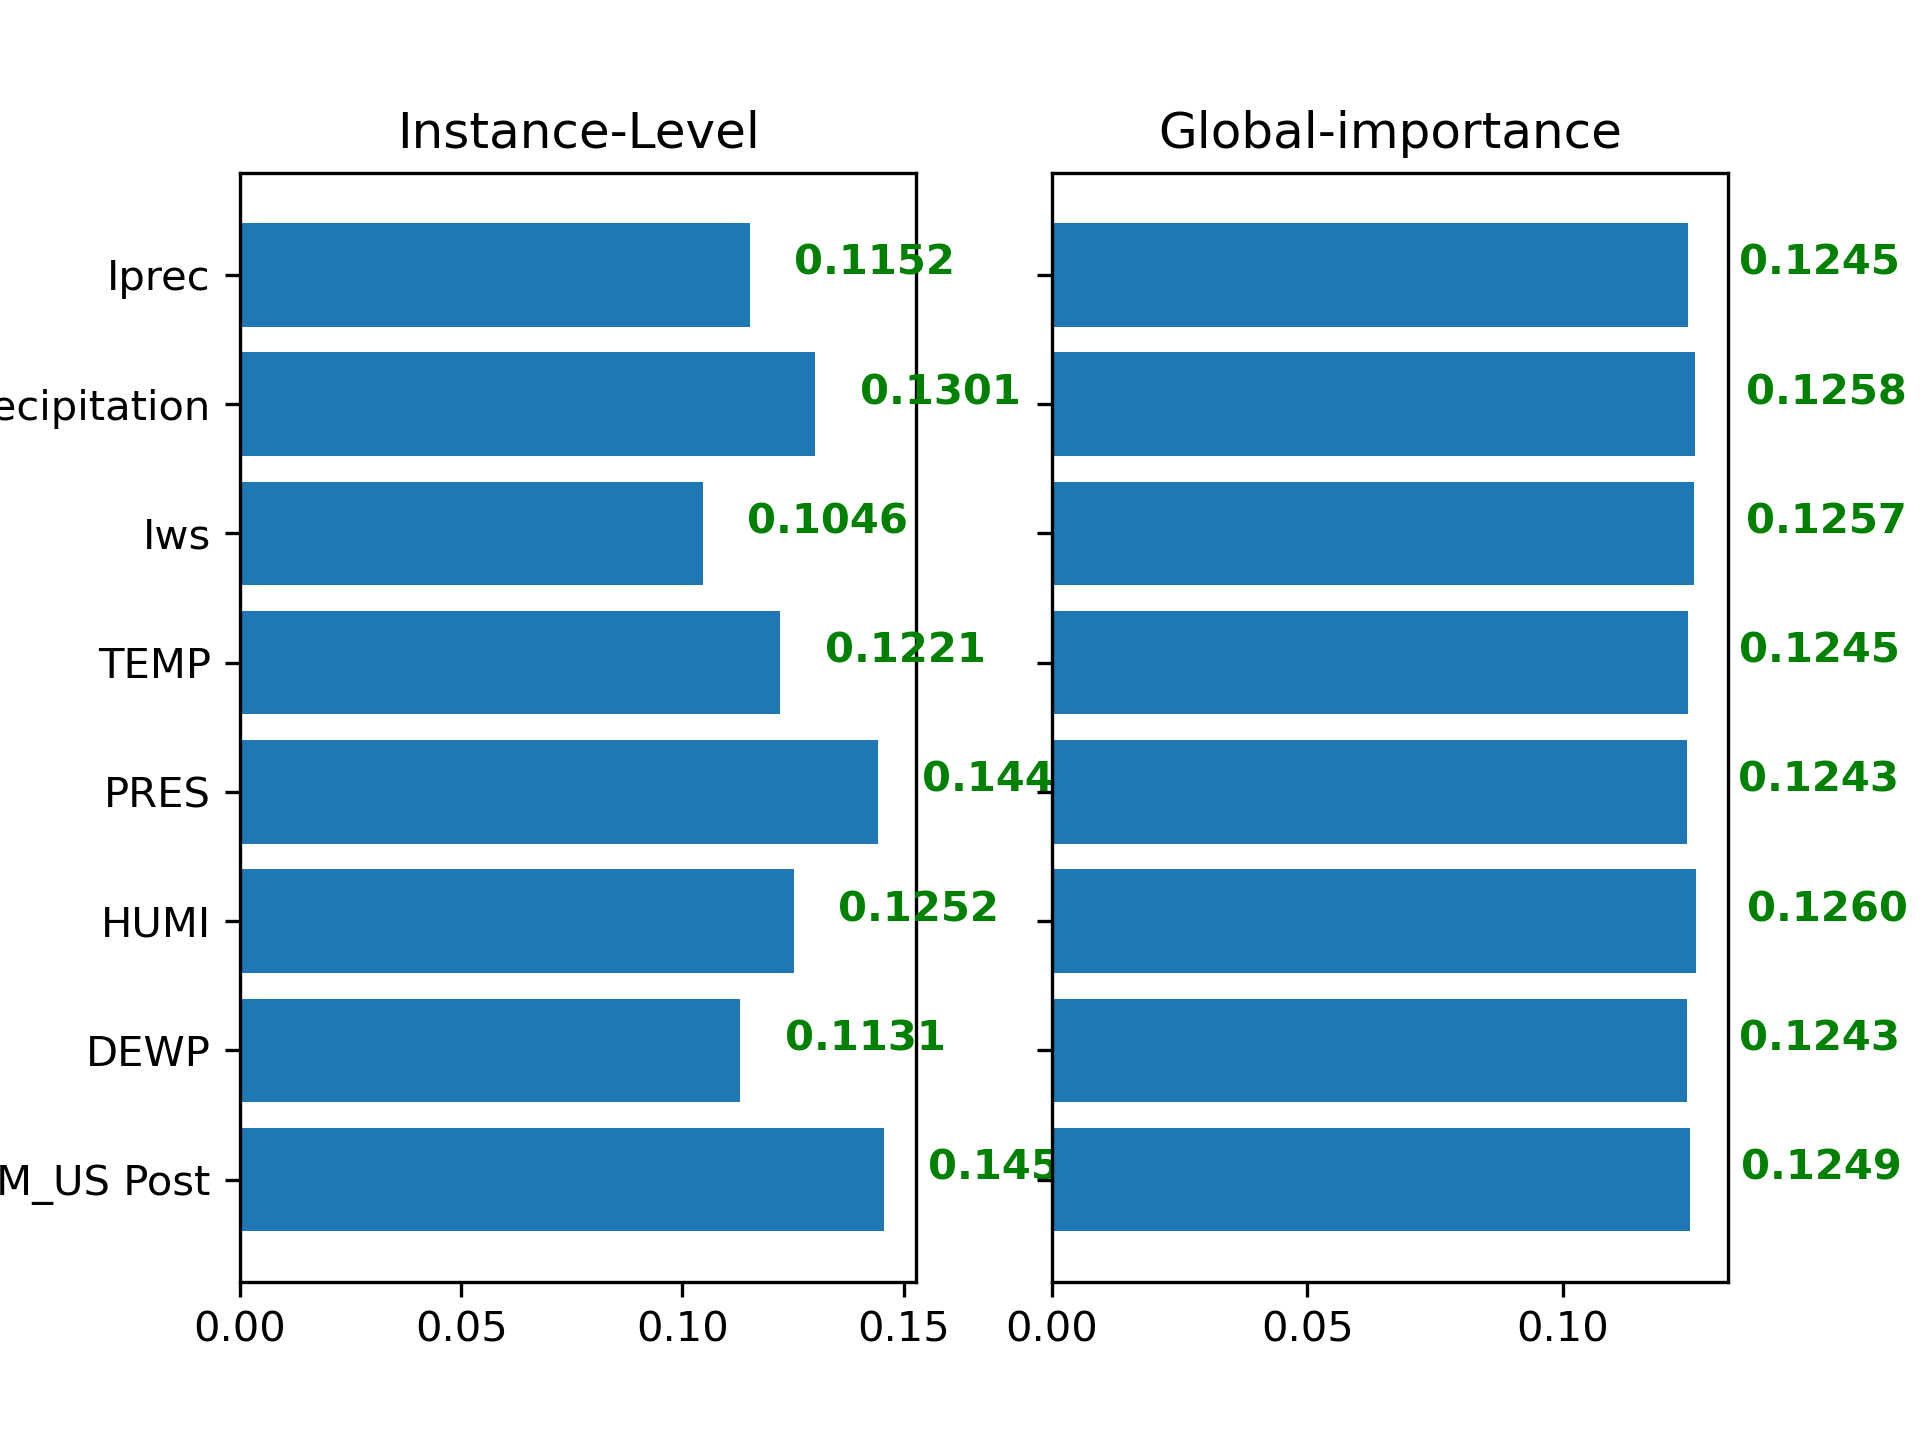 Instance-Level
Global-importance
Iprec
0.1152
0.1245
ecipitation
0.1301
0.1258
Iws
0.1046
0.1257
TEMP
0.1221
0.1245
PRES
0.144
0.1243
HUMI
0.1252
0.1260
DEWP
0.1131
0.1243
M_US Post
0.145
0.1249
0.00 0.05 0.10 0.15
0.00 0.05 0.10